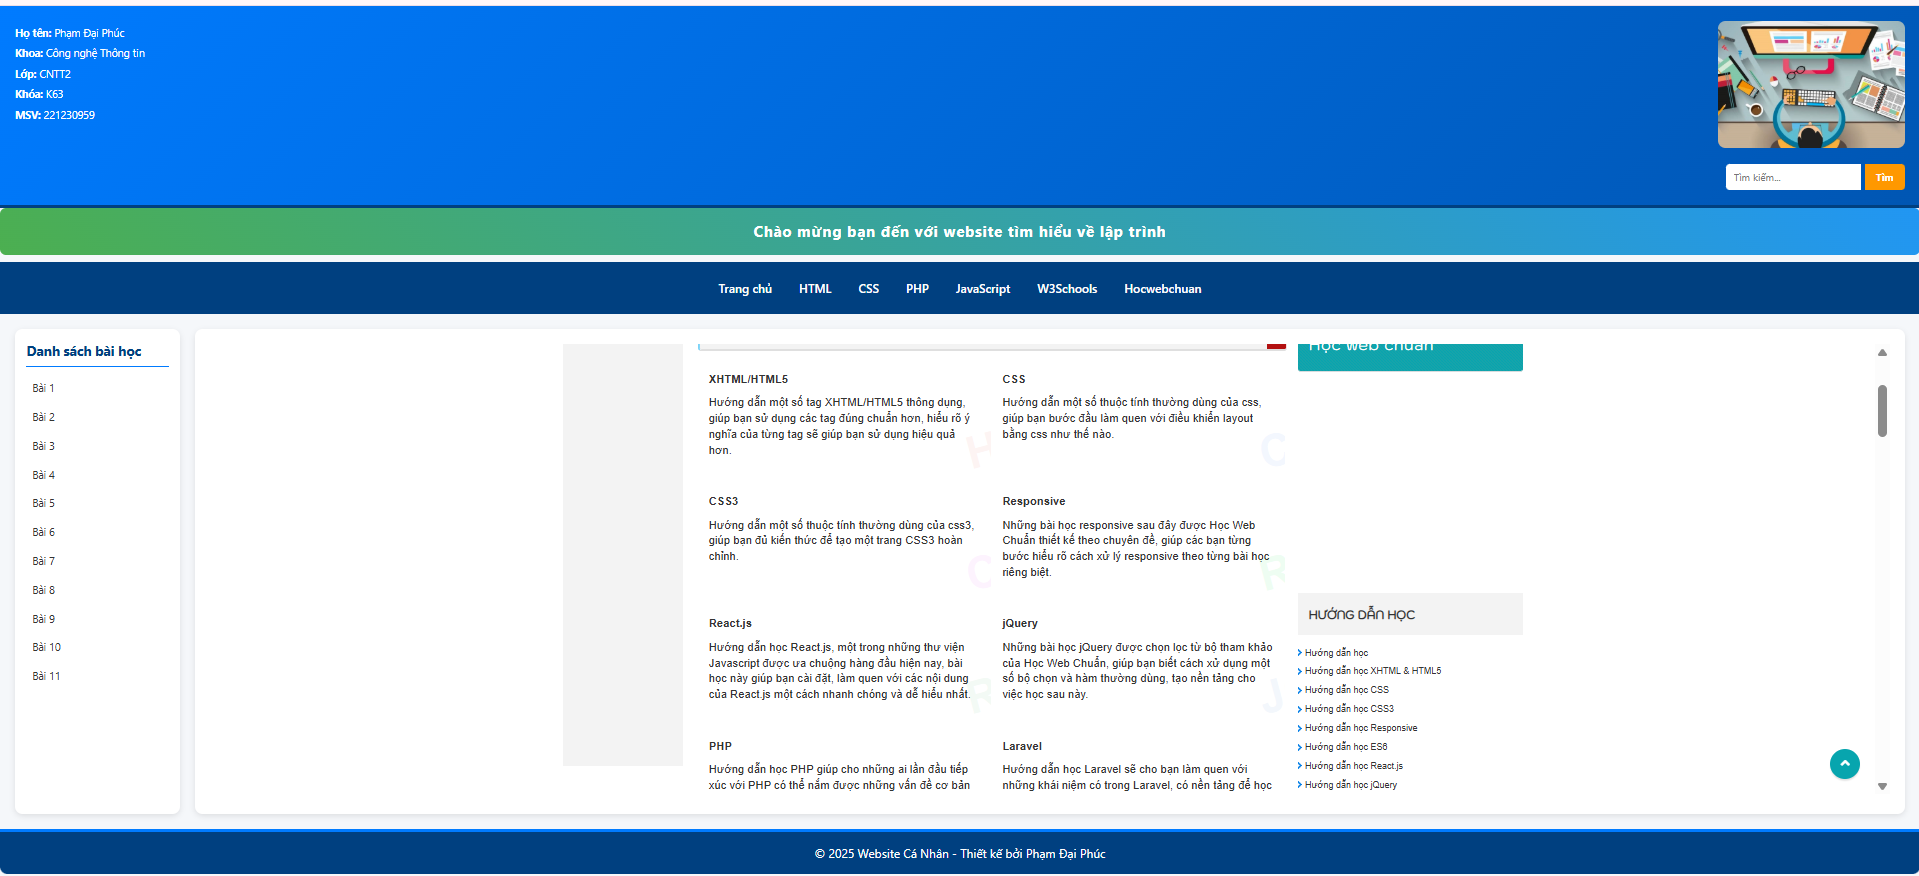 Họ tên: Phạm Đại Phúc
Khoa: Công nghệ Thông tin
Lớp: CNTT2
Khóa: K63
MSV: 221230959
Tìm kiếm...
Tìm
Chào mừng bạn đến với website tìm hiểu về lập trình
Trang chủ HTML CSS PHP JavaScript W3Schools Hocwebchuan
Danh sách bài học
Bài 1
Bài 2
Bài 3
Bài 4
Bài 5
Bài 6
Bài 7
Bài 8
Bài 9
Bài 10
Bài 11
XHTML/HTML5
Hướng dẫn một số tag XHTML/HTML5 thông dụng,
giúp bạn sử dụng các tag đúng chuẩn hơn, hiểu rõ ý
nghĩa của từng tag sẽ giúp bạn sử dụng hiệu quả
hơn.
H
CSS
Hướng dẫn một số thuộc tính thường dùng của css,
giúp bạn bước đầu làm quen với điều khiển layout
bằng css như thế nào.
C
CSS3
Hướng dẫn một số thuộc tính thường dùng của css3,
giúp bạn đủ kiến thức để tạo một trang CSS3 hoàn
chỉnh.
C
Responsive
Những bài học responsive sau đây được Học Web
Chuẩn thiết kế theo chuyên đề, giúp các bạn từng
bước hiểu rõ cách xử lý responsive theo từng bài học
riêng biệt.
R
React.js
Hướng dẫn học React.js, một trong những thư viện
Javascript được ưa chuộng hàng đầu hiện nay, bài
học này giúp bạn cài đặt, làm quen với các nội dung
của React.js một cách nhanh chóng và dễ hiểu nhất.
R
jQuery
Những bài học jQuery được chọn lọc từ bộ tham khảo
của Học Web Chuẩn, giúp bạn biết cách xử dụng một
số bộ chọn và hàm thường dùng, tạo nền tảng cho
việc học sau này.
J
PHP
Hướng dẫn học PHP giúp cho những ai lần đầu tiếp
xúc với PHP có thể nắm được những vấn đề cơ bản
Laravel
Hướng dẫn học Laravel sẽ cho bạn làm quen với
những khái niệm có trong Laravel, có nền tảng để học
Học web chuẩn
HƯỚNG DẪN HỌC
Hướng dẫn học
Hướng dẫn học XHTML & HTML5
Hướng dẫn học CSS
Hướng dẫn học CSS3
Hướng dẫn học Responsive
Hướng dẫn học ES6
Hướng dẫn học React.js
Hướng dẫn học jQuery
© 2025 Website Cá Nhân - Thiết kế bởi Phạm Đại Phúc